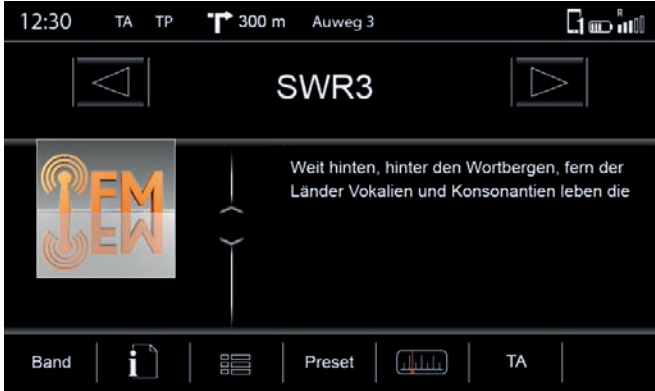 12:30 TA TP 300 m Auweg 3 1 R
SWR3
FM
Weit hinten, hinter den Wortbergen, fern der
Länder Vokalien und Konsonantien leben die
Band i Preset TA